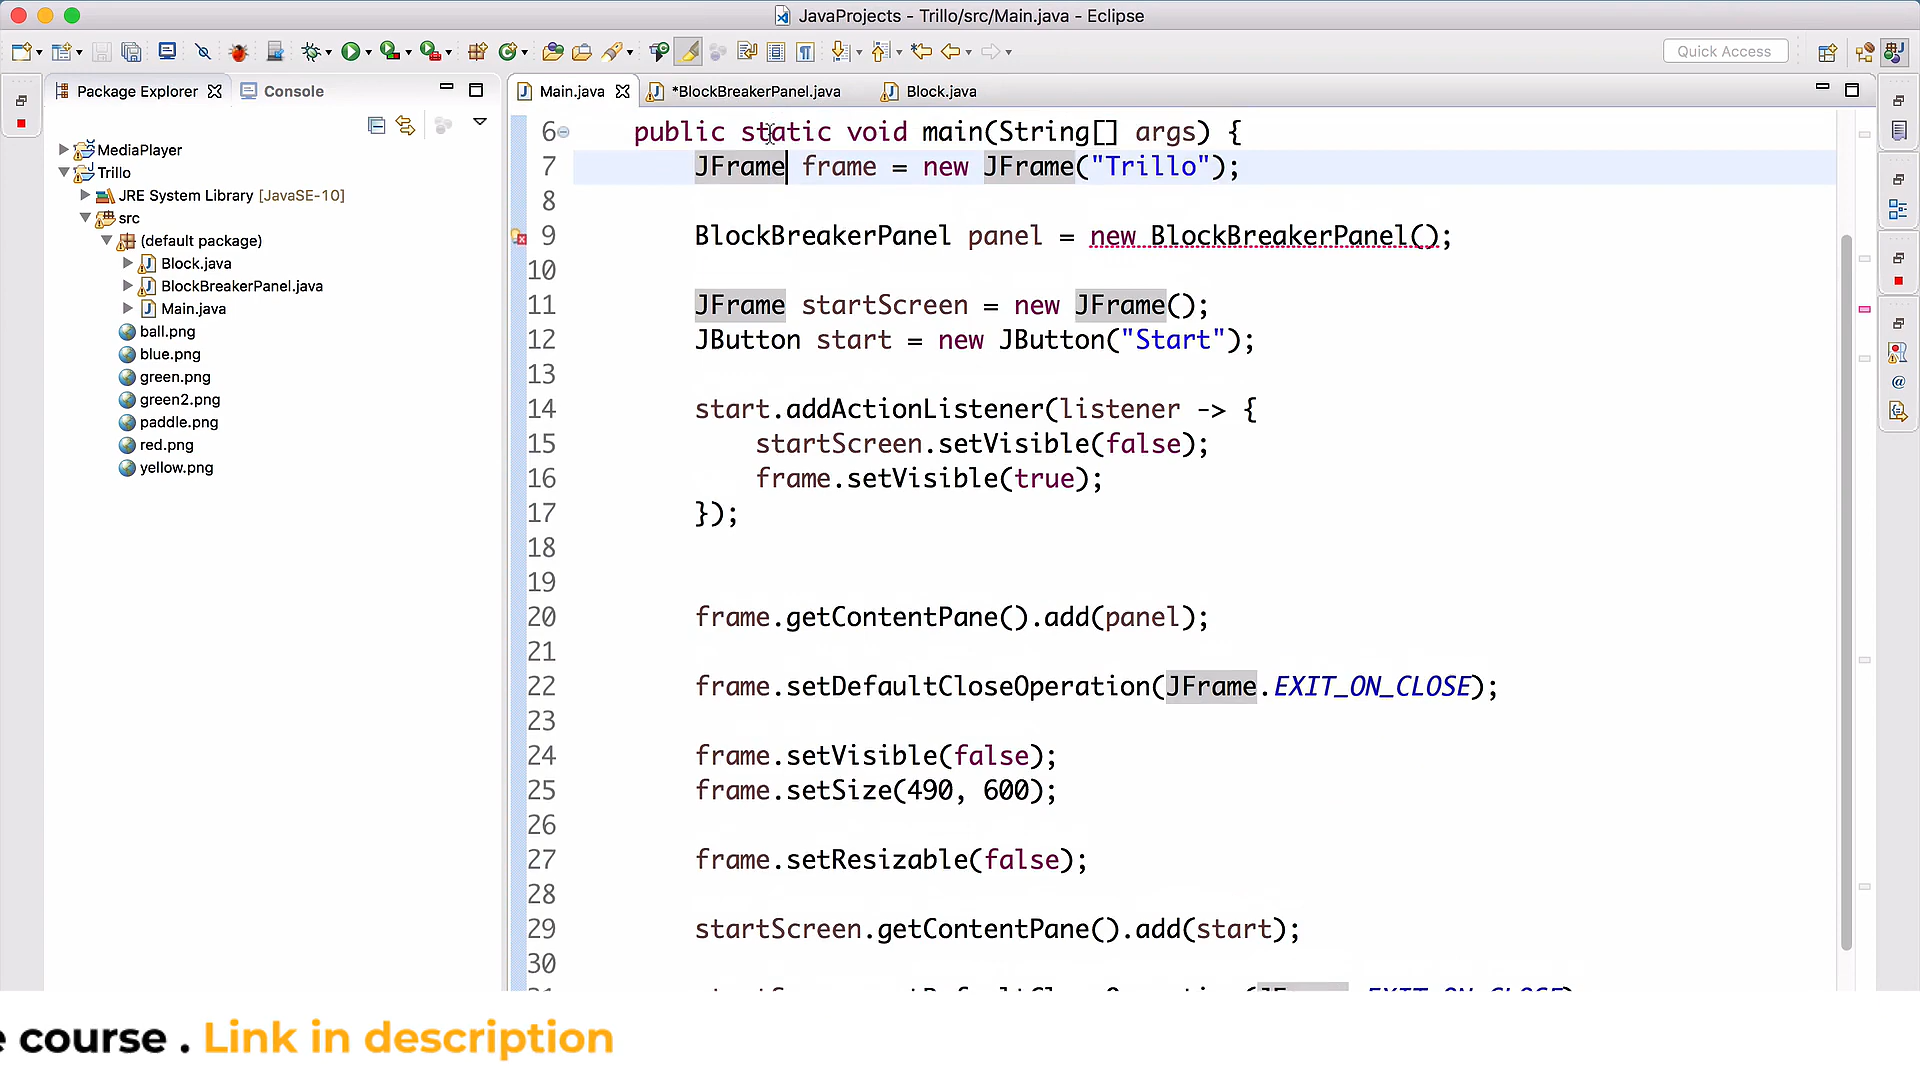 JavaProjects - Trillo/src/Main.java - Eclipse
Quick Access
Package Explorer
Console
Main.java
*BlockBreakerPanel.java
Block.java
MediaPlayer
Trillo
JRE System Library [JavaSE-10]
src
(default package)
Block.java
BlockBreakerPanel.java
Main.java
ball.png
blue.png
green.png
green2.png
paddle.png
red.png
yellow.png
6 public static void main(String[] args) {
7 JFrame frame = new JFrame("Trillo");
8
9 BlockBreakerPanel panel = new BlockBreakerPanel();
10
11 JFrame startScreen = new JFrame();
12 JButton start = new JButton("Start");
13
14 start.addActionListener(listener -> {
15 startScreen.setVisible(false);
16 frame.setVisible(true);
17 });
18
19
20 frame.getContentPane().add(panel);
21
22 frame.setDefaultCloseOperation(JFrame.EXIT_ON_CLOSE);
23
24 frame.setVisible(false);
25 frame.setSize(490, 600);
26
27 frame.setResizable(false);
28
29 startScreen.getContentPane().add(start);
30
e course . Link in description